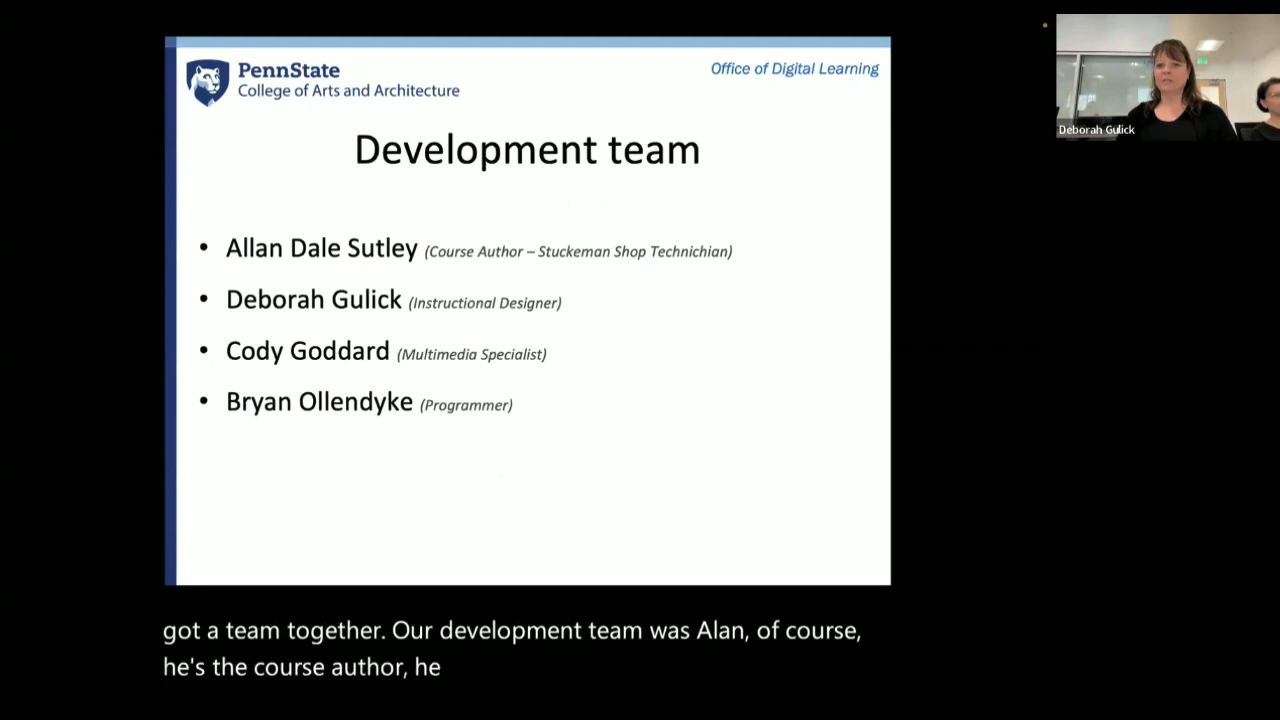 PennState
College of Arts and Architecture
Office of Digital Learning
Development team
• Allan Dale Sutley (Course Author – Stuckeman Shop Technichian)
• Deborah Gulick (Instructional Designer)
• Cody Goddard (Multimedia Specialist)
• Bryan Ollendyke (Programmer)
Deborah Gulick
got a team together. Our development team was Alan, of course,
he's the course author, he